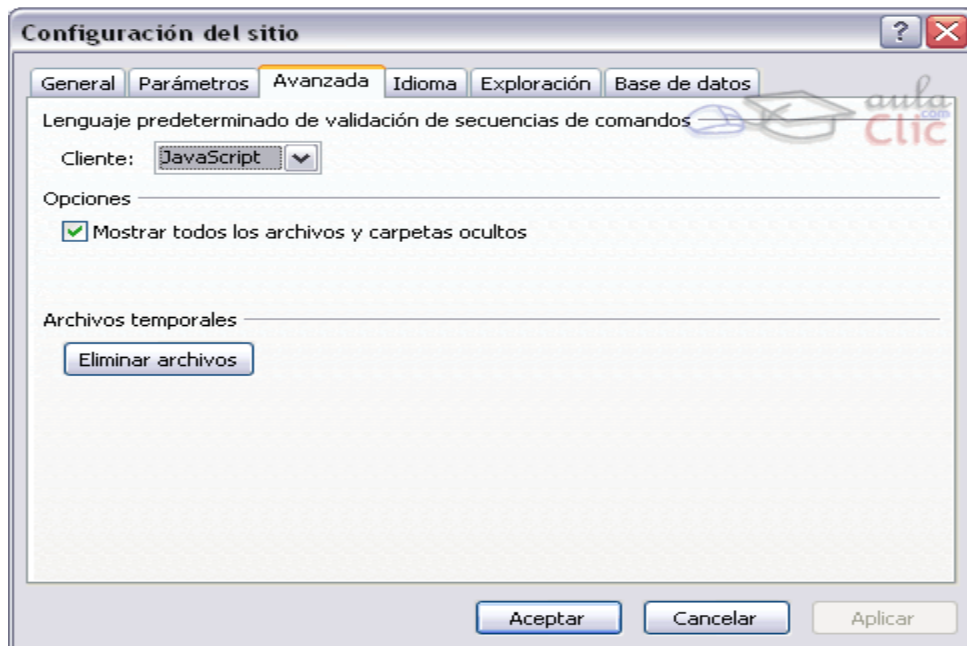 Configuración del sitio
General Parámetros Avanzada Idioma Exploración Base de datos
aula
.com
Clic
Lenguaje predeterminado de validación de secuencias de comandos
Cliente: JavaScript
Opciones
Mostrar todos los archivos y carpetas ocultos
Archivos temporales
Eliminar archivos
Aceptar Cancelar Aplicar